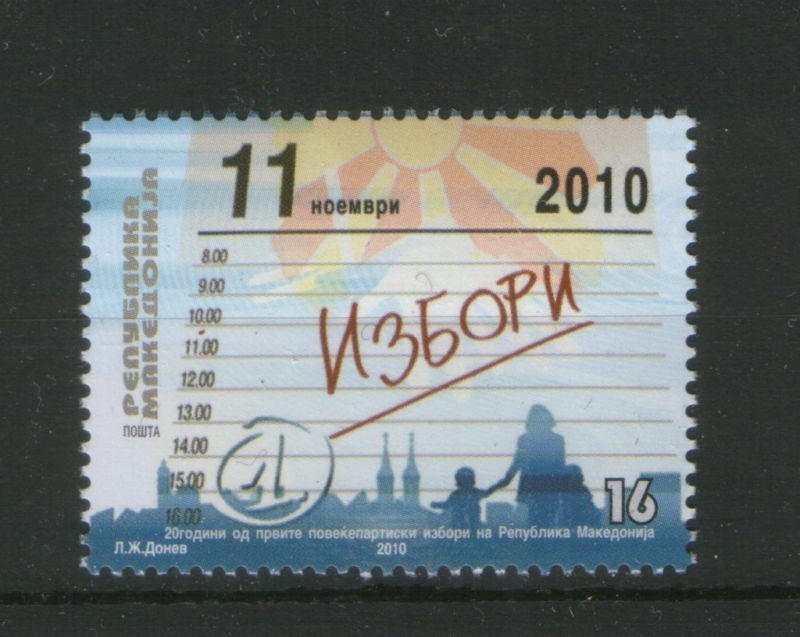 11 ноември 2010
РЕПУБЛИКА
МАКЕДОНИЈА
ПОШТА
8.00
9.00
10.00
11.00
12.00
13.00
14.00
15.00
16.00
ИЗБОРИ
1
16
20години од првите повеќепартиски избори на Република Македонија
Л.Ж.Донев
2010